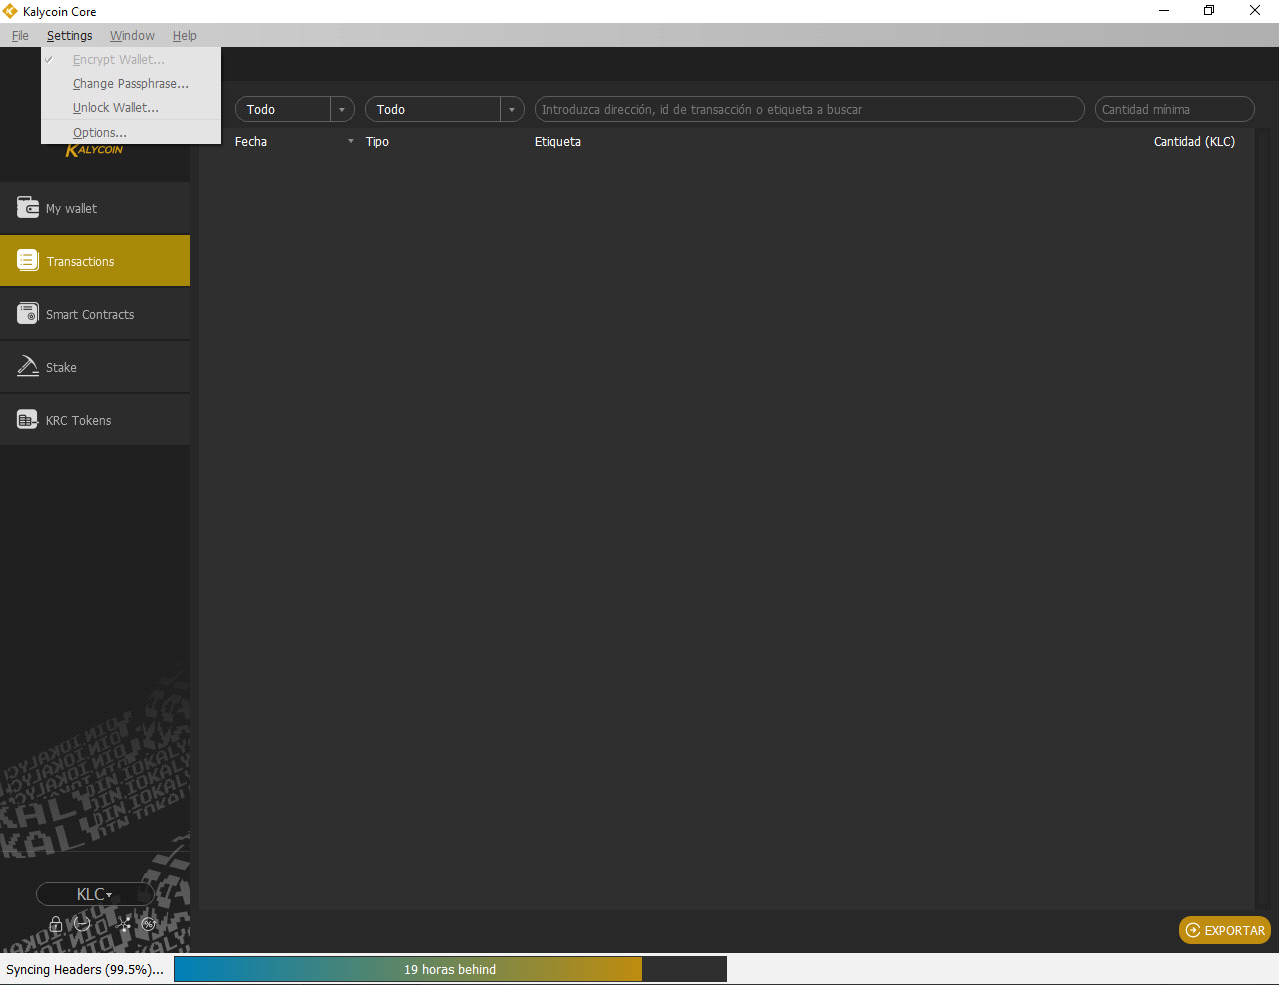 Kalycoin Core
File Settings Window Help
Encrypt Wallet...
Change Passphrase...
Unlock Wallet...
Options...
KALYCOIN
Todo Todo Introduzca dirección, id de transacción o etiqueta a buscar Cantidad mínima
Fecha Tipo Etiqueta Cantidad (KLC)
My wallet
Transactions
Smart Contracts
Stake
KRC Tokens
KLC
EXPORTAR
Syncing Headers (99.5%)... 19 horas behind